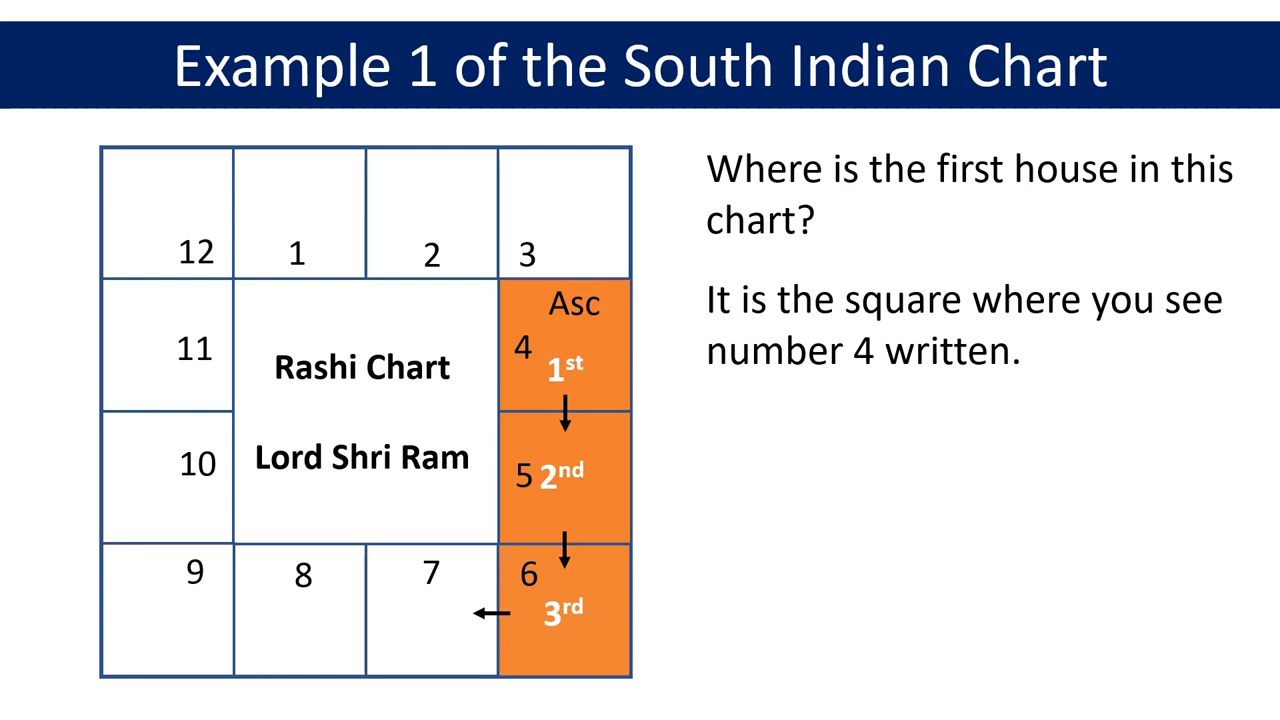 Example 1 of the South Indian Chart
12 1 2 3
Asc
11
4
1st
Rashi Chart
10
5 2nd
Lord Shri Ram
9 8 7 6
3rd
Where is the first house in this
chart?
It is the square where you see
number 4 written.